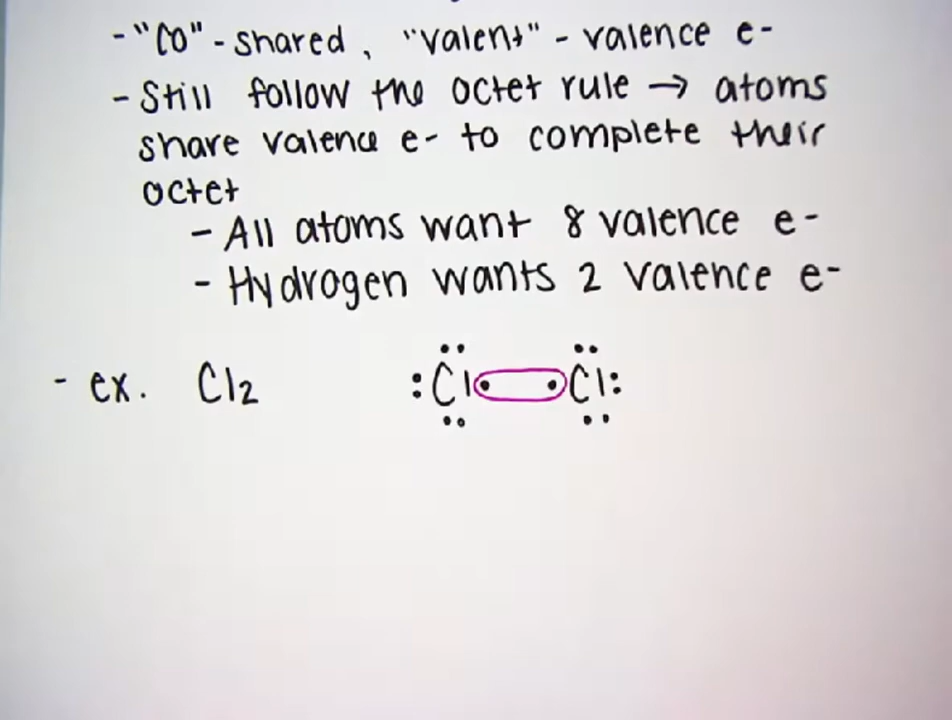 - "CO" - shared, "valent" - valence e-
- Still follow the octet rule → atoms
share valence e- to complete their
octet
- All atoms want 8 valence e-
- Hydrogen wants 2 valence e-
- ex. Cl2 :Cl· ·Cl: